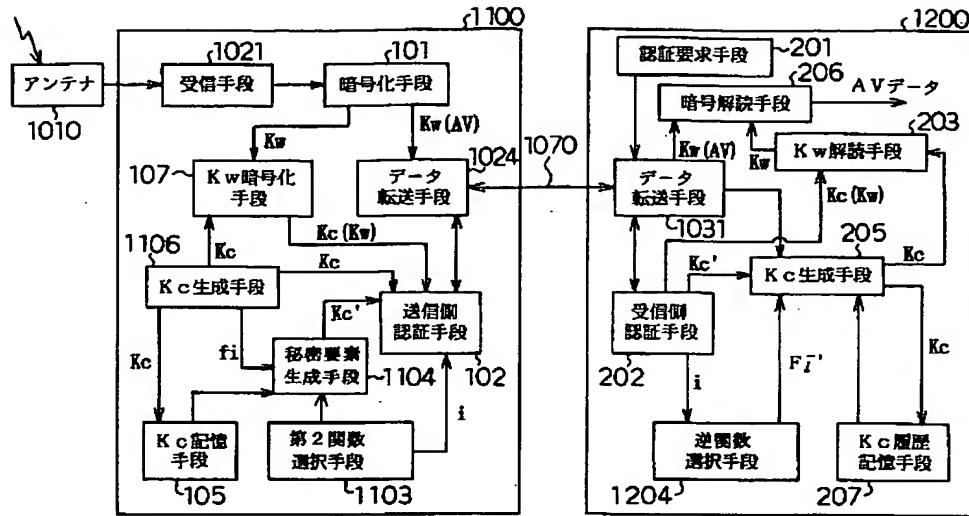 1100
1200
1021
101
201
206
アンテナ
1010
受信手段
暗号化手段
認証要求手段
暗号解読手段
AVデータ
203
Kw
Kw(AV)
1024
1070
Kw(AV)
Kw
Kw解読手段
107
Kw暗号化
手段
データ
転送手段
データ
転送手段
1031
Kc(Kw)
205
Kc(Kw)
1106
Kc
Kc
Kc'
Kc
Kc生成手段
Kc生成手段
Kc'
送信側
認証手段
102
受信側
認証手段
202
Kc
fi
秘密要素
生成手段
1104
i
i
Kc
Kc記憶
手段
105
第2関数
選択手段
1103
逆関数
選択手段
1204
Kc履歴
記憶手段
207